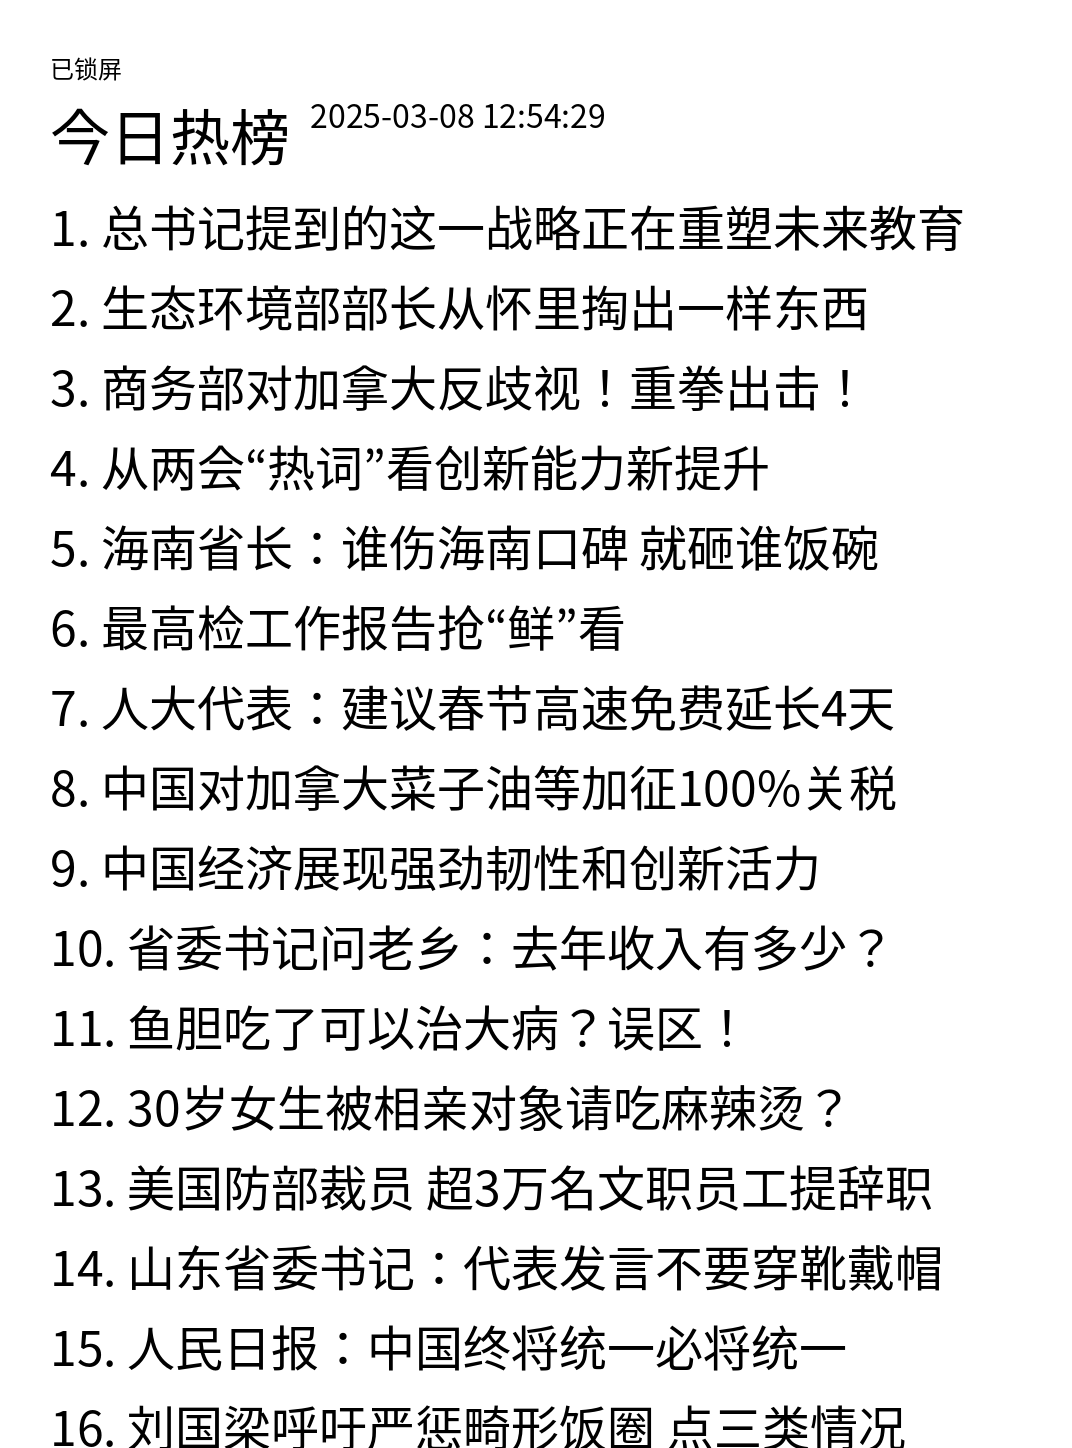 已锁屏
今日热榜 2025-03-08 12:54:29
1. 总书记提到的这一战略正在重塑未来教育
2. 生态环境部部长从怀里掏出一样东西
3. 商务部对加拿大反歧视！重拳出击！
4. 从两会“热词”看创新能力新提升
5. 海南省长：谁伤海南口碑 就砸谁饭碗
6. 最高检工作报告抢“鲜”看
7. 人大代表：建议春节高速免费延长4天
8. 中国对加拿大菜子油等加征100%关税
9. 中国经济展现强劲韧性和创新活力
10. 省委书记问老乡：去年收入有多少？
11. 鱼胆吃了可以治大病？误区！
12. 30岁女生被相亲对象请吃麻辣烫？
13. 美国防部裁员 超3万名文职员工提辞职
14. 山东省委书记：代表发言不要穿靴戴帽
15. 人民日报：中国终将统一必将统一
16. 刘国梁呼吁严惩畸形饭圈 点三类情况